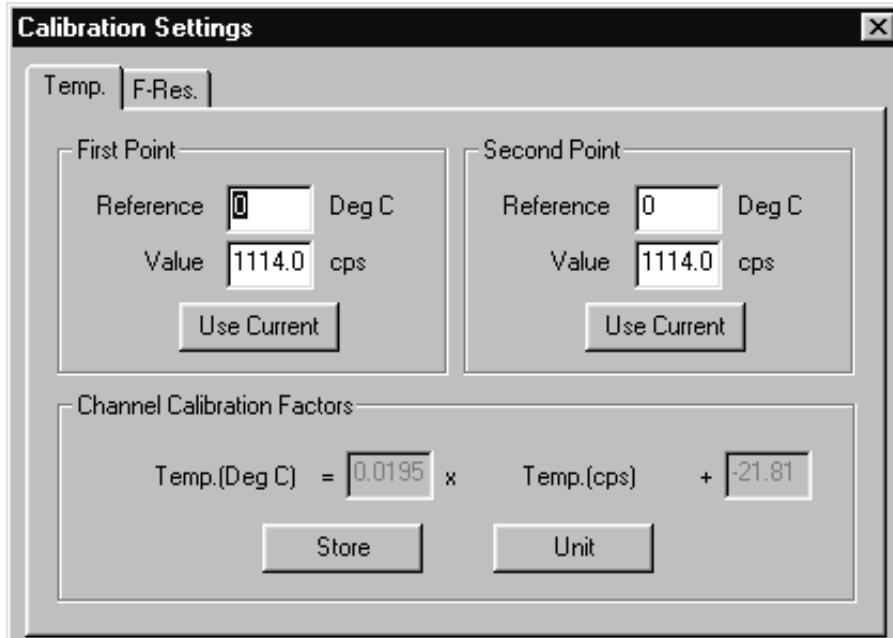 Calibration Settings
Temp. F-Res.
First Point
Reference 0 Deg C
Value 1114.0 cps
Use Current
Second Point
Reference 0 Deg C
Value 1114.0 cps
Use Current
Channel Calibration Factors
Temp.(Deg C) = 0.0195 x Temp.(cps) + -21.81
Store Unit